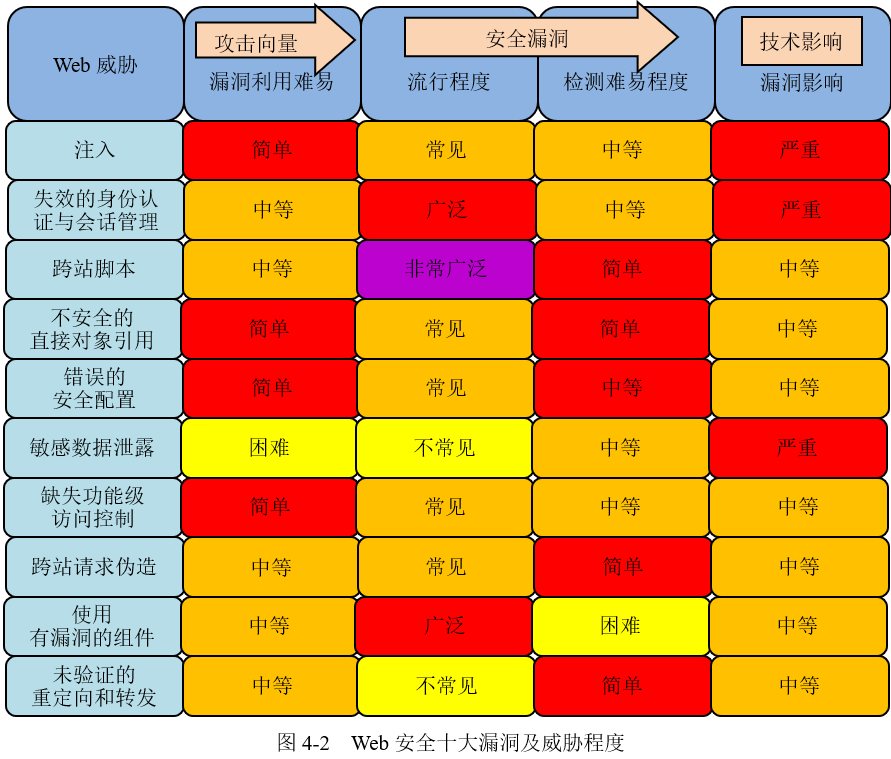 Web 威胁
攻击向量
安全漏洞
技术影响
漏洞利用难易
流行程度
检测难易程度
漏洞影响
注入
简单
常见
中等
严重
失效的身份认
证与会话管理
中等
广泛
中等
严重
跨站脚本
中等
非常广泛
简单
中等
不安全的
直接对象引用
简单
常见
简单
中等
错误的
安全配置
简单
常见
中等
中等
敏感数据泄露
困难
不常见
中等
严重
缺失功能级
访问控制
简单
常见
中等
中等
跨站请求伪造
中等
常见
简单
中等
使用
有漏洞的组件
中等
广泛
困难
中等
未验证的
重定向和转发
中等
不常见
简单
中等
图 4-2 Web 安全十大漏洞及威胁程度